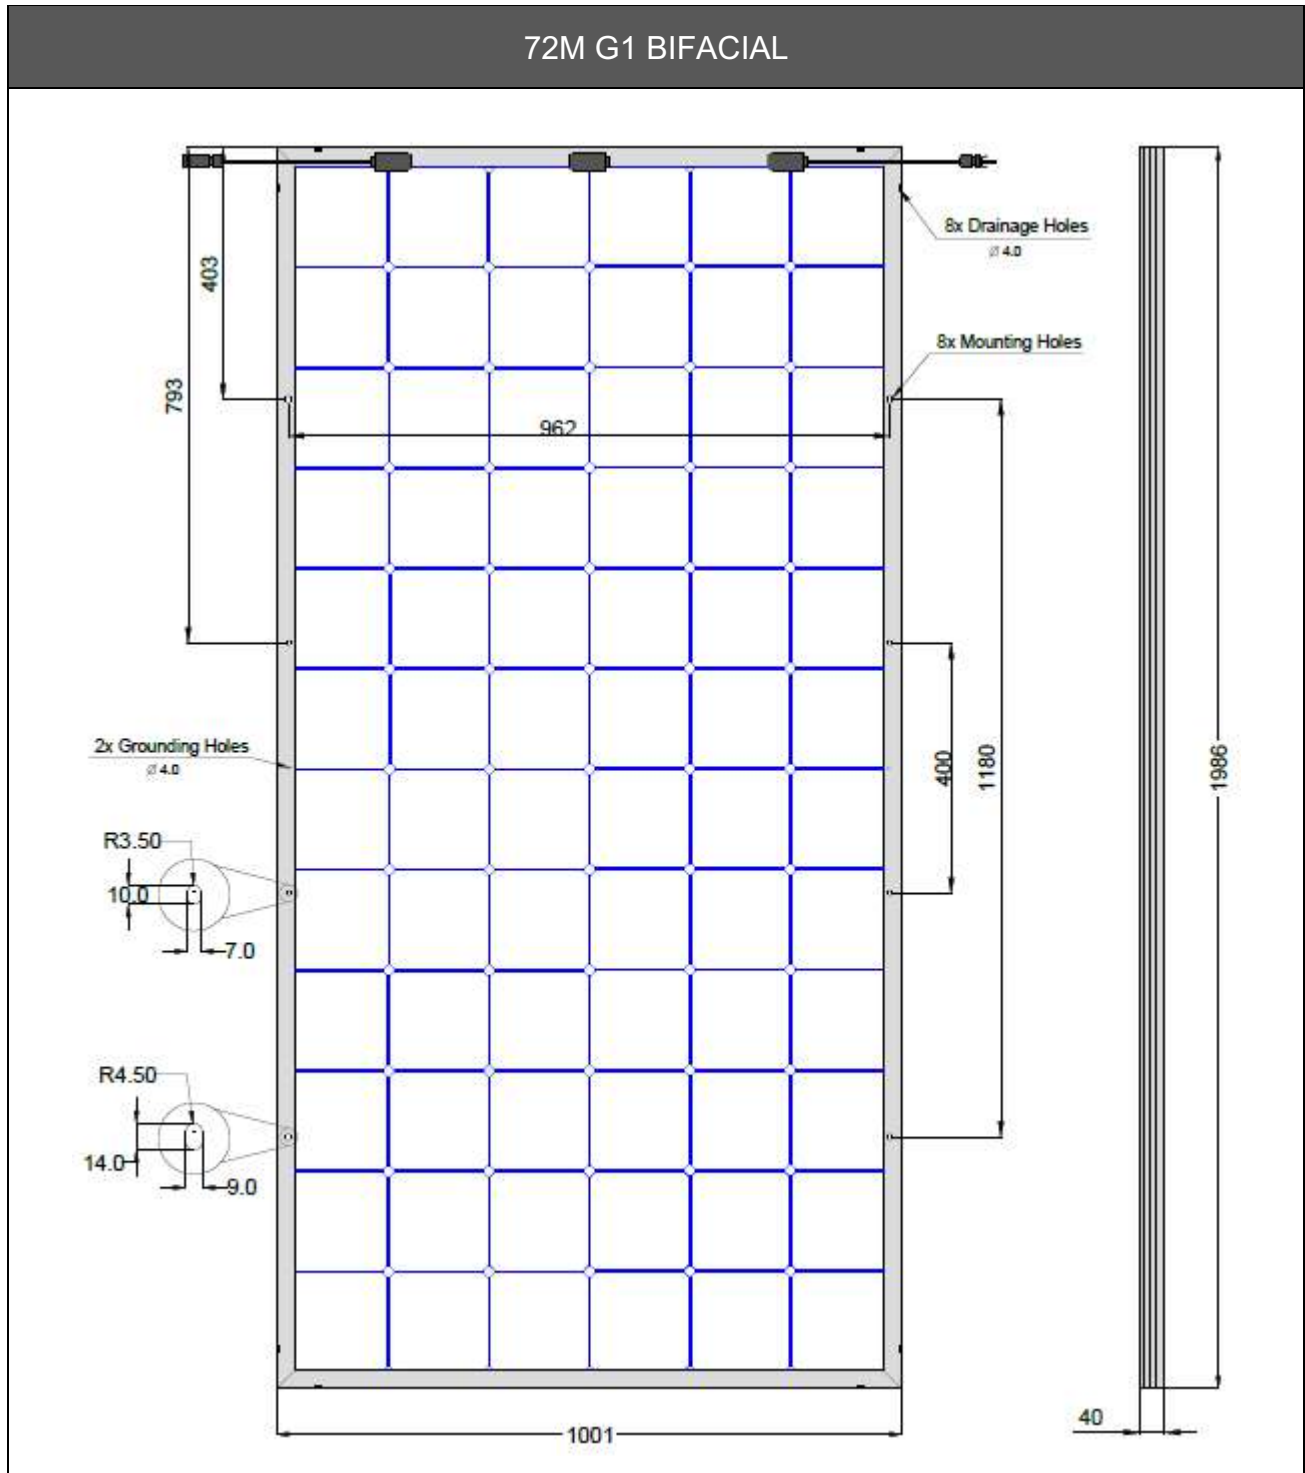 72M G1 BIFACIAL
8x Drainage Holes
Ø 4.0
403
8x Mounting Holes
793
962
2x Grounding Holes
Ø 4.0
400
1180
1986
R3.50
10.0
7.0
R4.50
14.0
9.0
40
1001